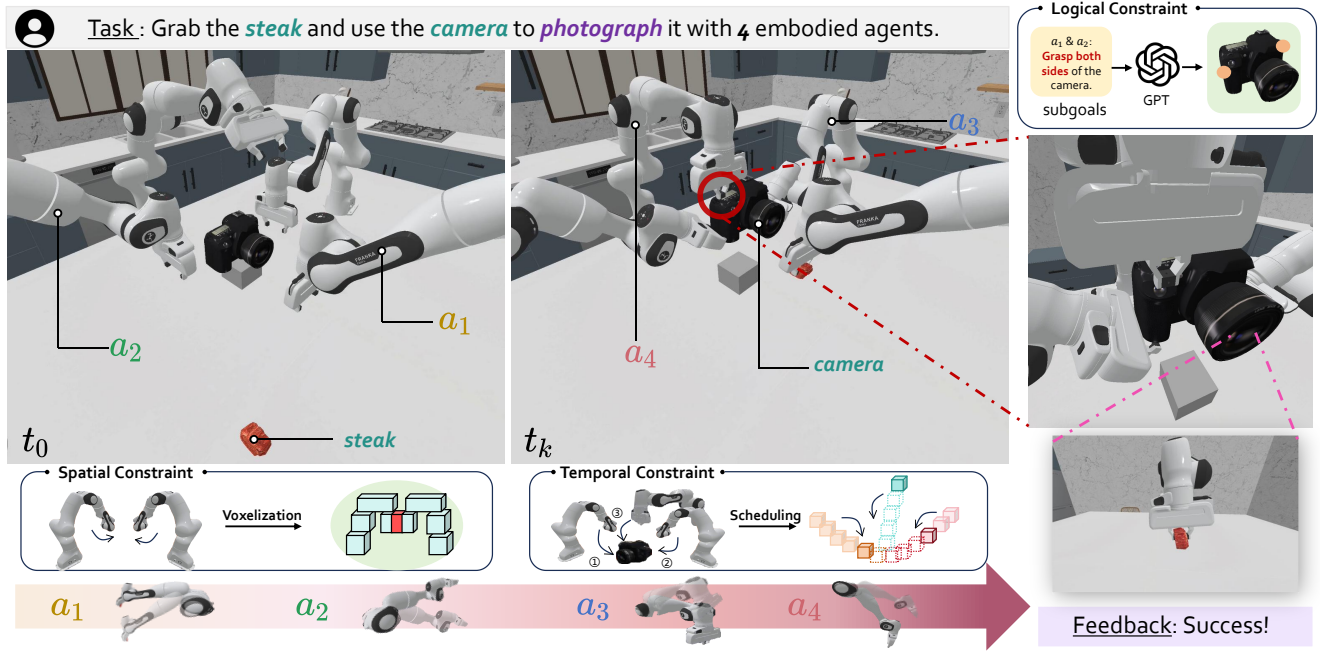 Task : Grab the steak and use the camera to photograph it with 4 embodied agents.
Logical Constraint
a1 & a2:
Grasp both
sides of the
camera.
subgoals
GPT
a3
FRANKA
FRANKA
a1
a2
a4
camera
steak
t0
tk
Spatial Constraint
Voxelization
Temporal Constraint
③
①
②
Scheduling
a1
a2
a3
a4
Feedback: Success!